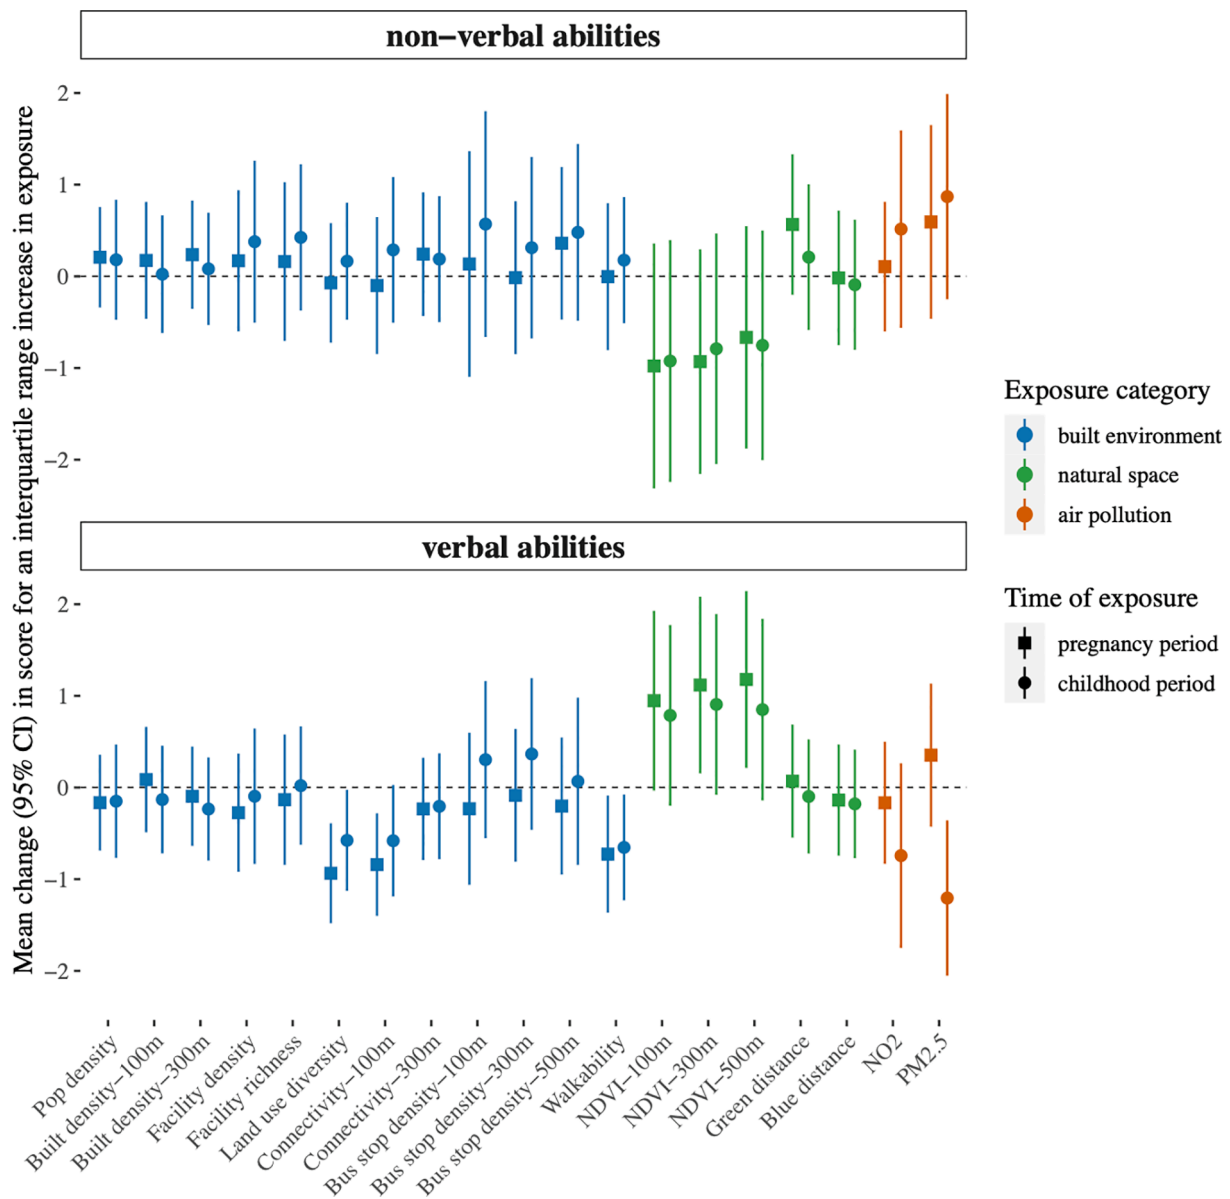 non−verbal abilities
Mean change (95% CI) in score for an interquartile range increase in exposure
2
1
0
−1
−2
verbal abilities
2
1
0
−1
−2
Pop density
Built density−100m
Built density−300m
Facility density
Facility richness
Land use diversity
Connectivity−100m
Connectivity−300m
Bus stop density−100m
Bus stop density−300m
Bus stop density−500m
Walkability
NDVI−100m
NDVI−300m
NDVI−500m
Green distance
Blue distance
NO2
PM2.5
Exposure category
built environment
natural space
air pollution
Time of exposure
pregnancy period
childhood period